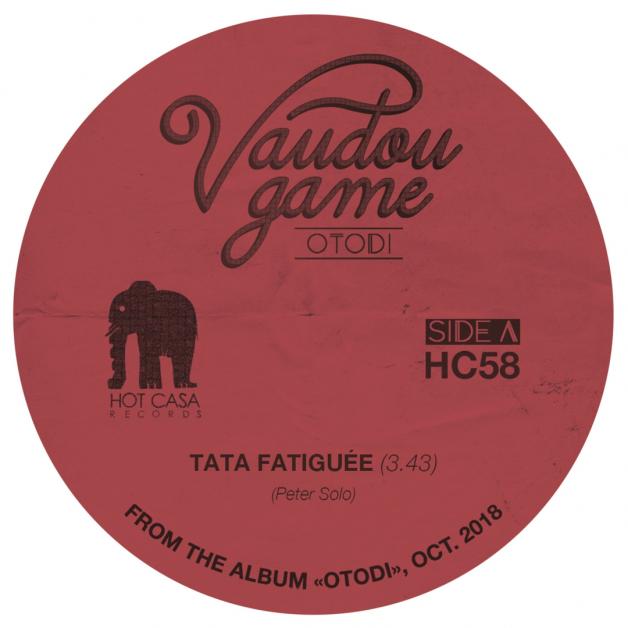 Vaudou
game
OTODI
HOT CASA
RECORDS
SIDE A
HC58
TATA FATIGUÉE (3.43)
(Peter Solo)
FROM THE ALBUM «OTODI», OCT. 2018